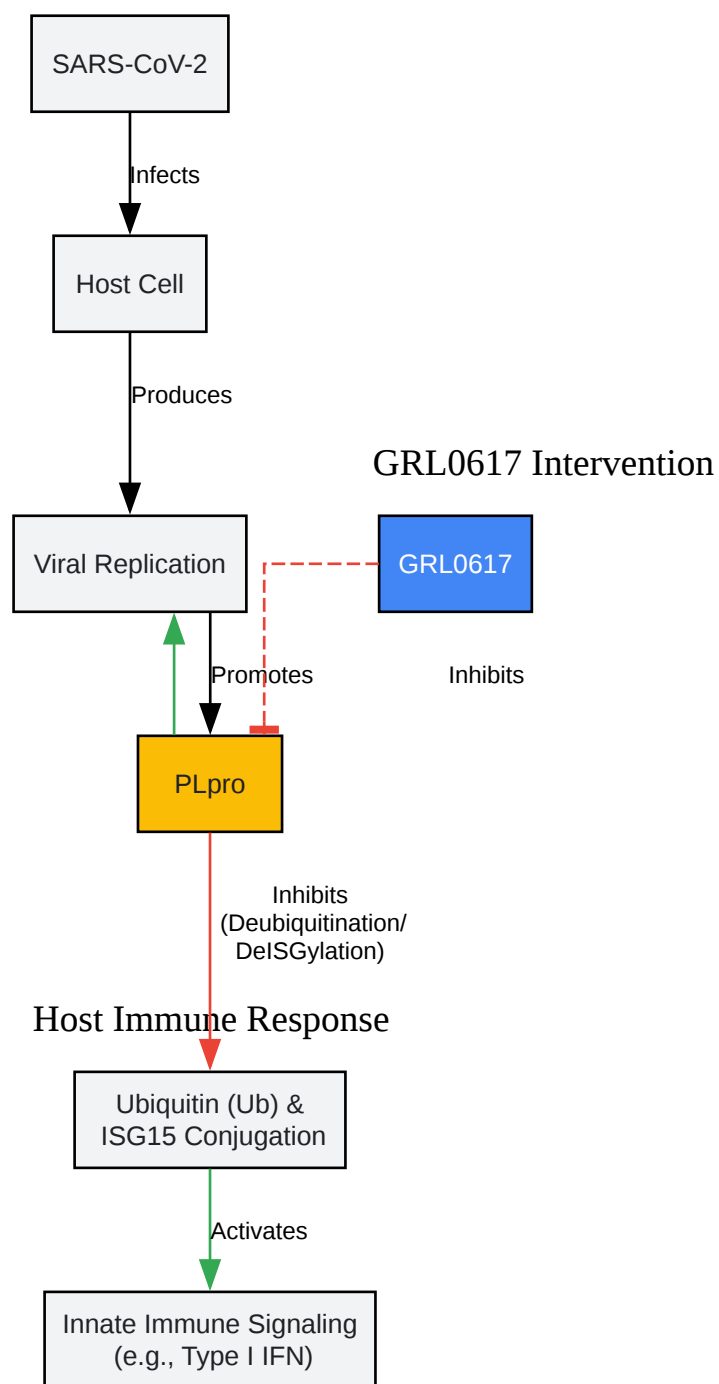 SARS-CoV-2
Infects
Host Cell
Produces
GRL0617 Intervention
Viral Replication
GRL0617
Promotes
Inhibits
PLpro
Inhibits
(Deubiquitination/
DeISGylation)
Host Immune Response
Ubiquitin (Ub) &
ISG15 Conjugation
Activates
Innate Immune Signaling
(e.g., Type I IFN)